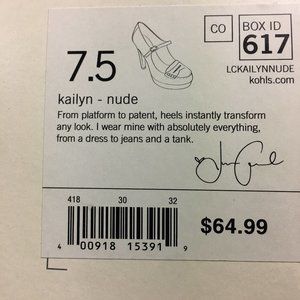 CO
BOX ID
617
7.5
LCKAILYNNUDE
kohls.com
kailyn - nude
From platform to patent, heels instantly transform
any look. I wear mine with absolutely everything,
from a dress to jeans and a tank.
418 30 32
$64.99
4 00918 15391 9